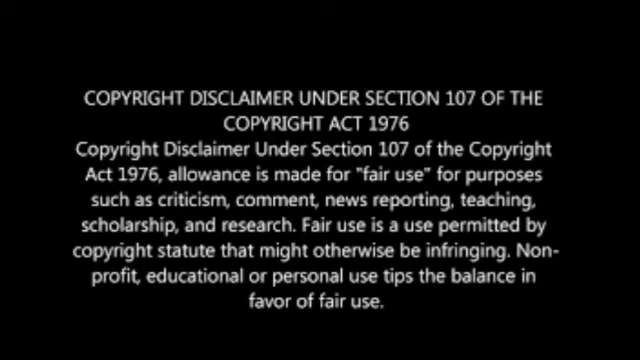 COPYRIGHT DISCLAIMER UNDER SECTION 107 OF THE
COPYRIGHT ACT 1976
Copyright Disclaimer Under Section 107 of the Copyright
Act 1976, allowance is made for "fair use" for purposes
such as criticism, comment, news reporting, teaching,
scholarship, and research. Fair use is a use permitted by
copyright statute that might otherwise be infringing. Non-
profit, educational or personal use tips the balance in
favor of fair use.